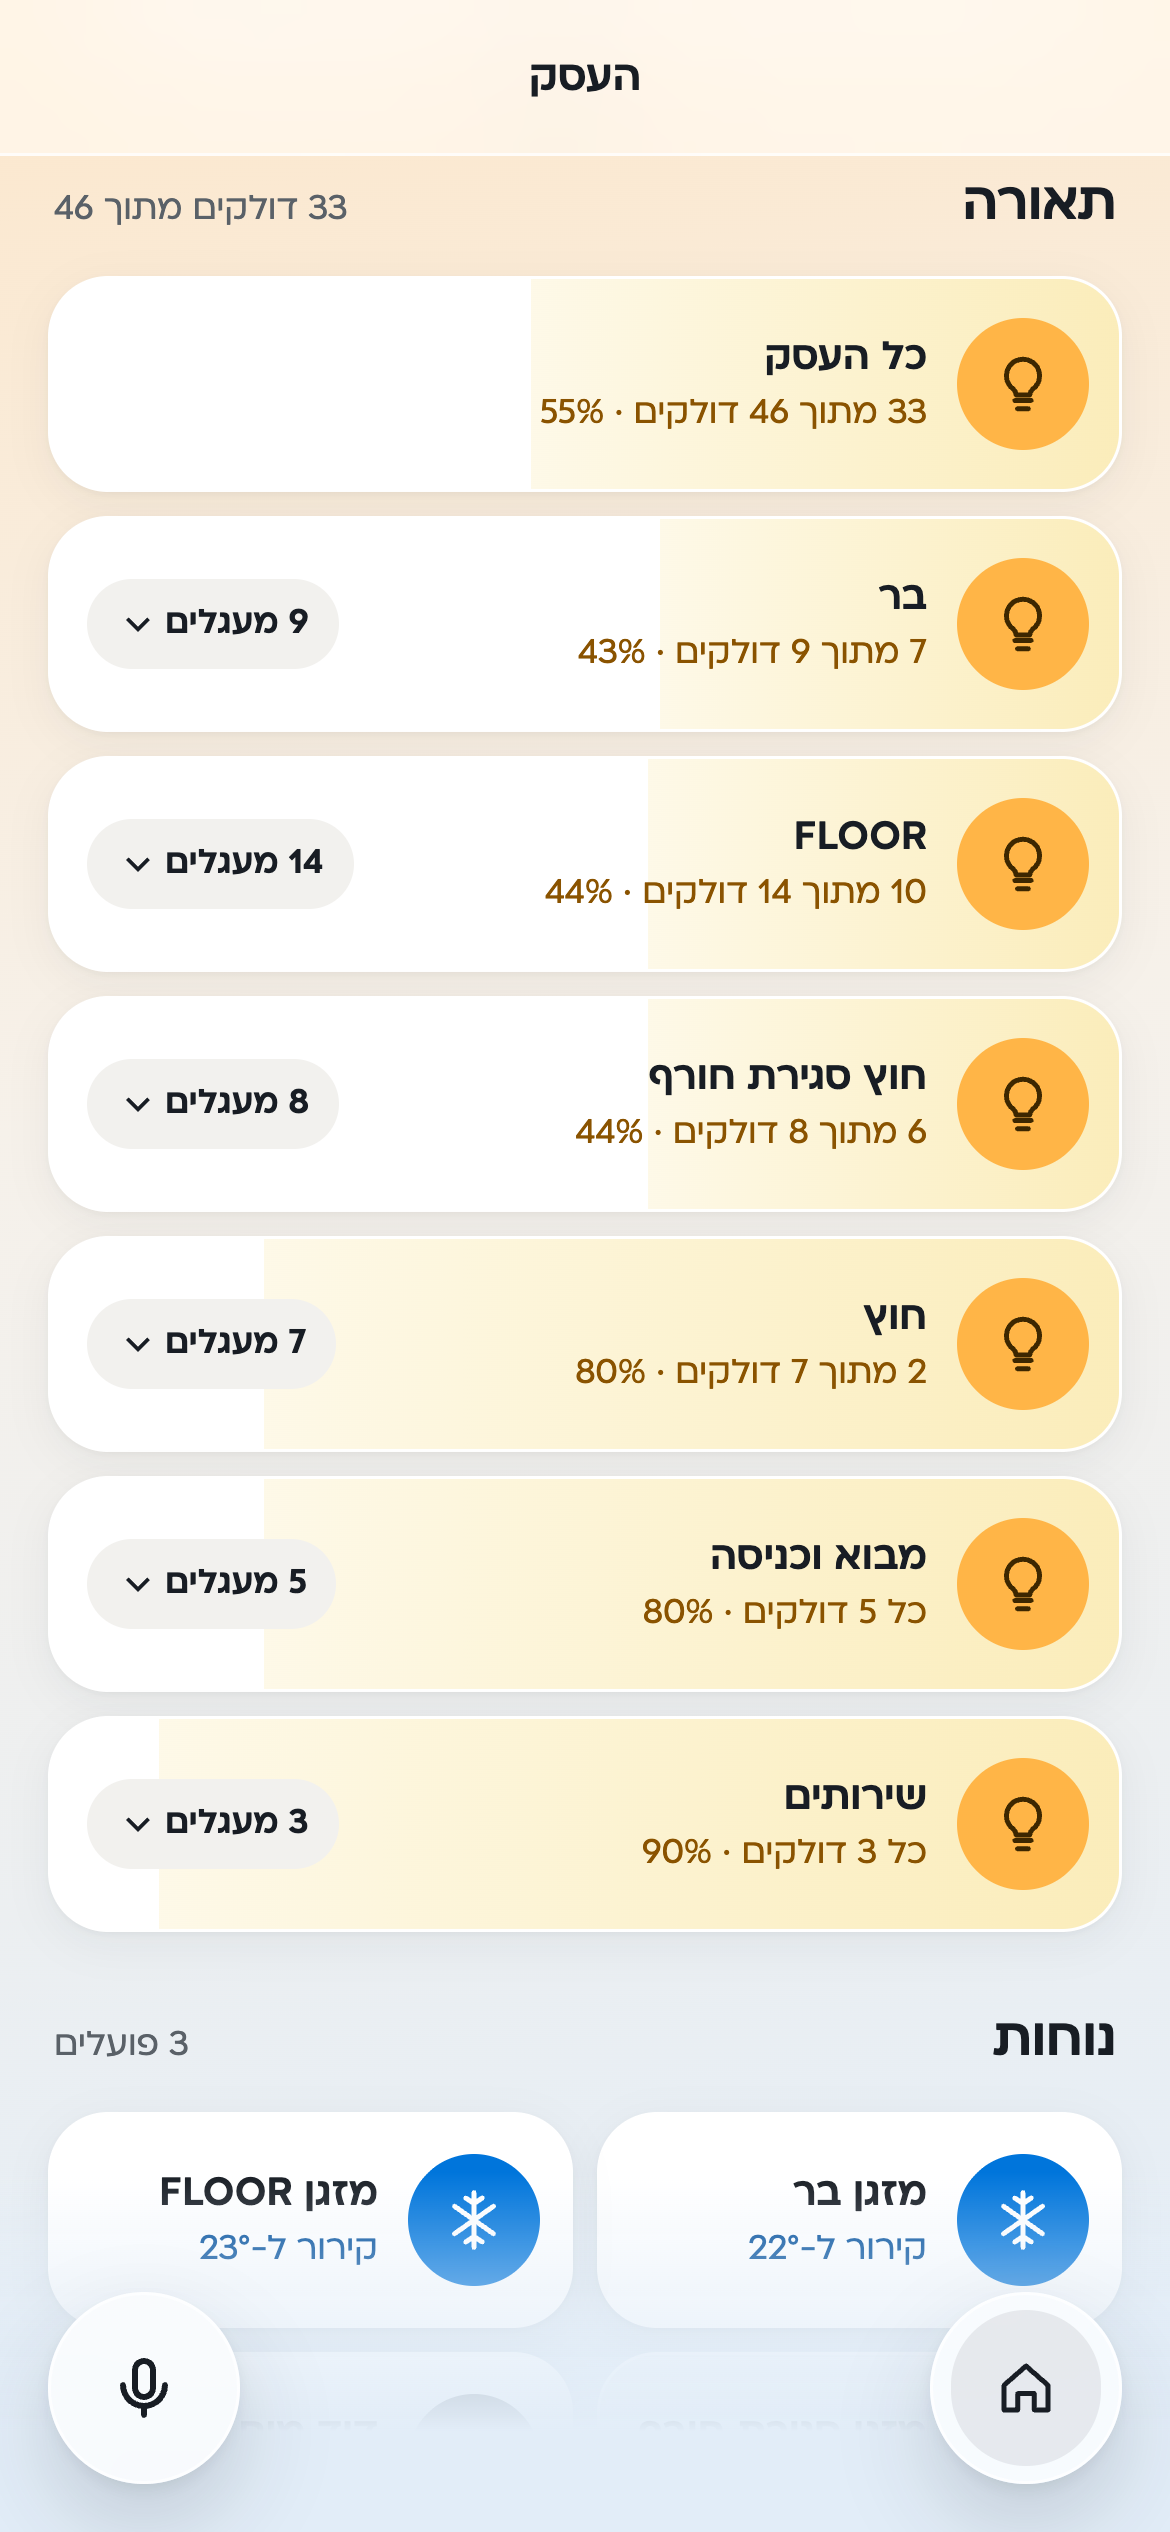 העסק
תאורה
33 דולקים מתוך 46
כל העסק
33 מתוך 46 דולקים · 55%
בר
7 מתוך 9 דולקים · 43%
9 מעגלים
FLOOR
10 מתוך 14 דולקים · 44%
14 מעגלים
חוץ סגירת חורף
6 מתוך 8 דולקים · 44%
8 מעגלים
חוץ
2 מתוך 7 דולקים · 80%
7 מעגלים
מבוא וכניסה
כל 5 דולקים · 80%
5 מעגלים
שירותים
כל 3 דולקים · 90%
3 מעגלים
נוחות
3 פועלים
מזגן בר
קירור ל-22°
מזגן FLOOR
קירור ל-23°